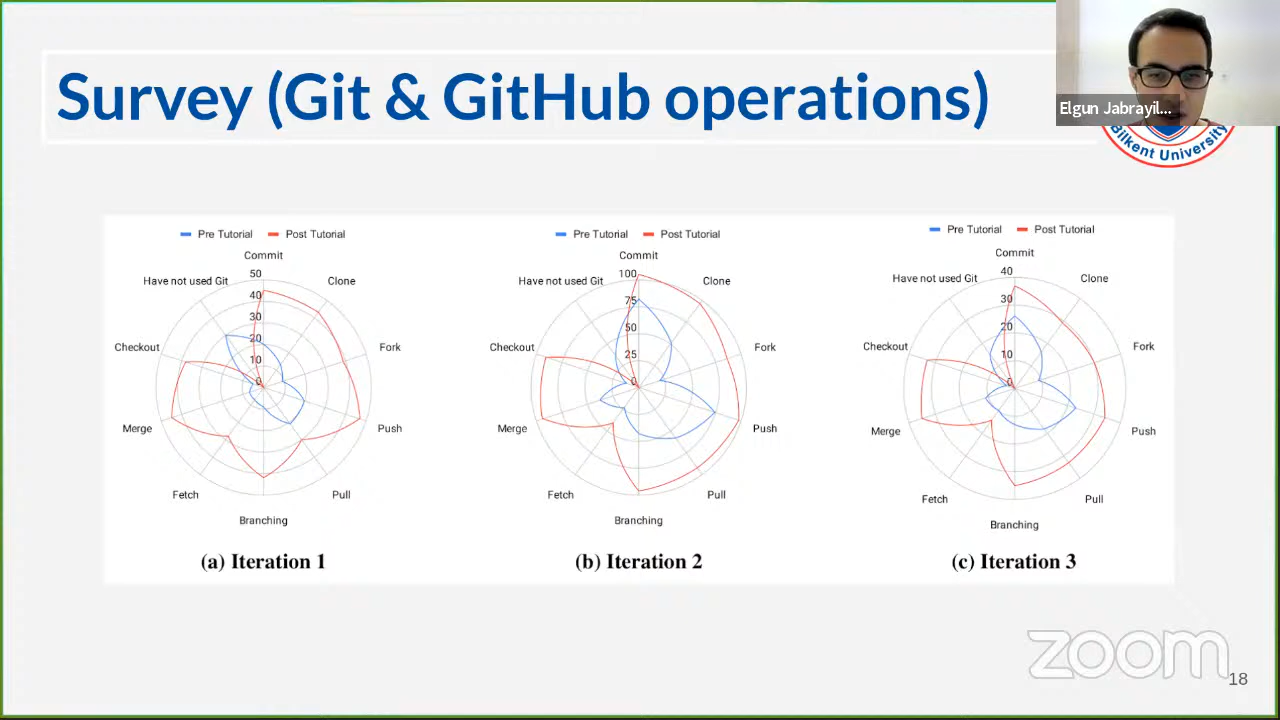 Survey (Git & GitHub operations)
Elgun Jabrayil...
Bilkent University
Pre Tutorial Post Tutorial
Commit
50
Have not used Git
Clone
40
30
Checkout
20
Fork
10
0
Merge
Push
Fetch
Pull
Branching
(a) Iteration 1
Pre Tutorial Post Tutorial
Commit
100
Have not used Git
Clone
75
50
Checkout
25
Fork
0
Merge
Push
Fetch
Pull
Branching
(b) Iteration 2
Pre Tutorial Post Tutorial
Commit
40
Have not used Git
Clone
30
20
Checkout
10
Fork
0
Merge
Push
Fetch
Pull
Branching
(c) Iteration 3
zoom
18